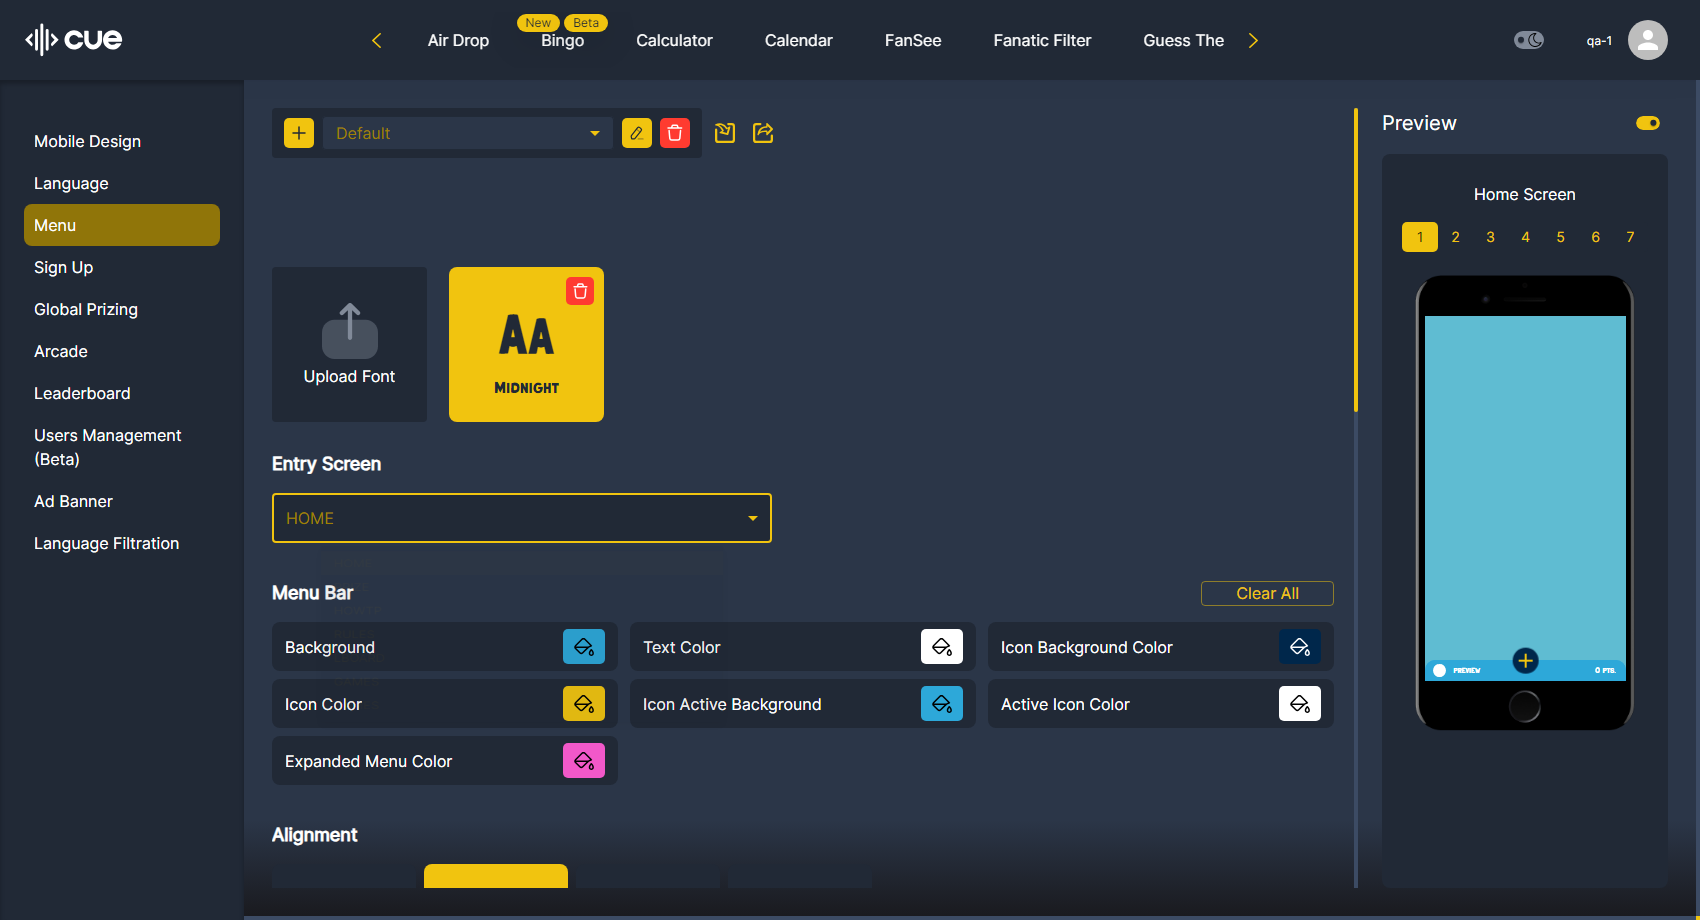 cue
New
Beta
Air Drop
Bingo
Calculator
Calendar
FanSee
Fanatic Filter
Guess The
qa-1
Mobile Design
Language
Menu
Sign Up
Global Prizing
Arcade
Leaderboard
Users Management
(Beta)
Ad Banner
Language Filtration
Default
Upload Font
AA
MIDNIGHT
Entry Screen
HOME
Menu Bar
Clear All
Background
Text Color
Icon Background Color
Icon Color
Icon Active Background
Active Icon Color
Expanded Menu Color
Alignment
Preview
Home Screen
1 2 3 4 5 6 7
PREVIEW
0 PTS.